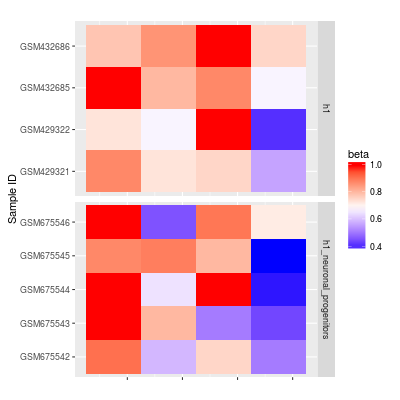 GSM432686
GSM432685
GSM429322
GSM429321
h1
GSM675546
GSM675545
GSM675544
GSM675543
GSM675542
h1_neuronal_progenitors
Sample ID
beta
1.0
0.8
0.6
0.4